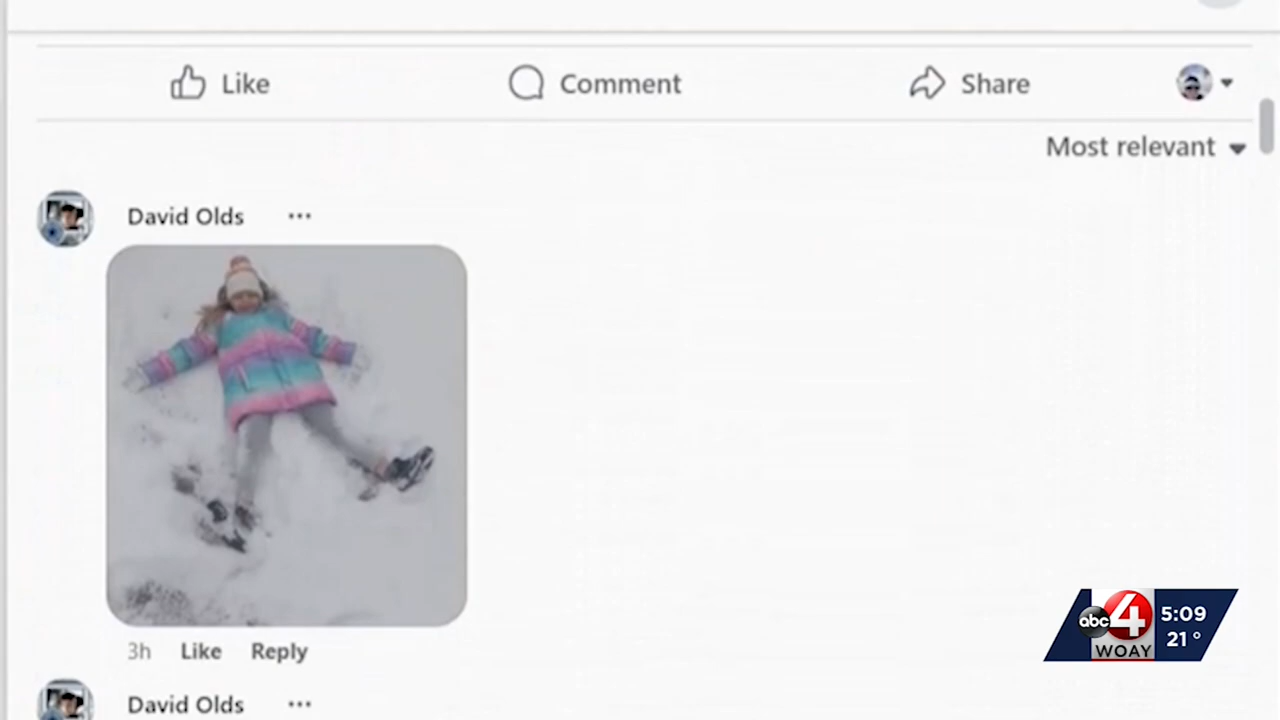 Like
Comment
Share
Most relevant
David Olds
3h Like Reply
David Olds
abc 4 WOAY
5:09
21°